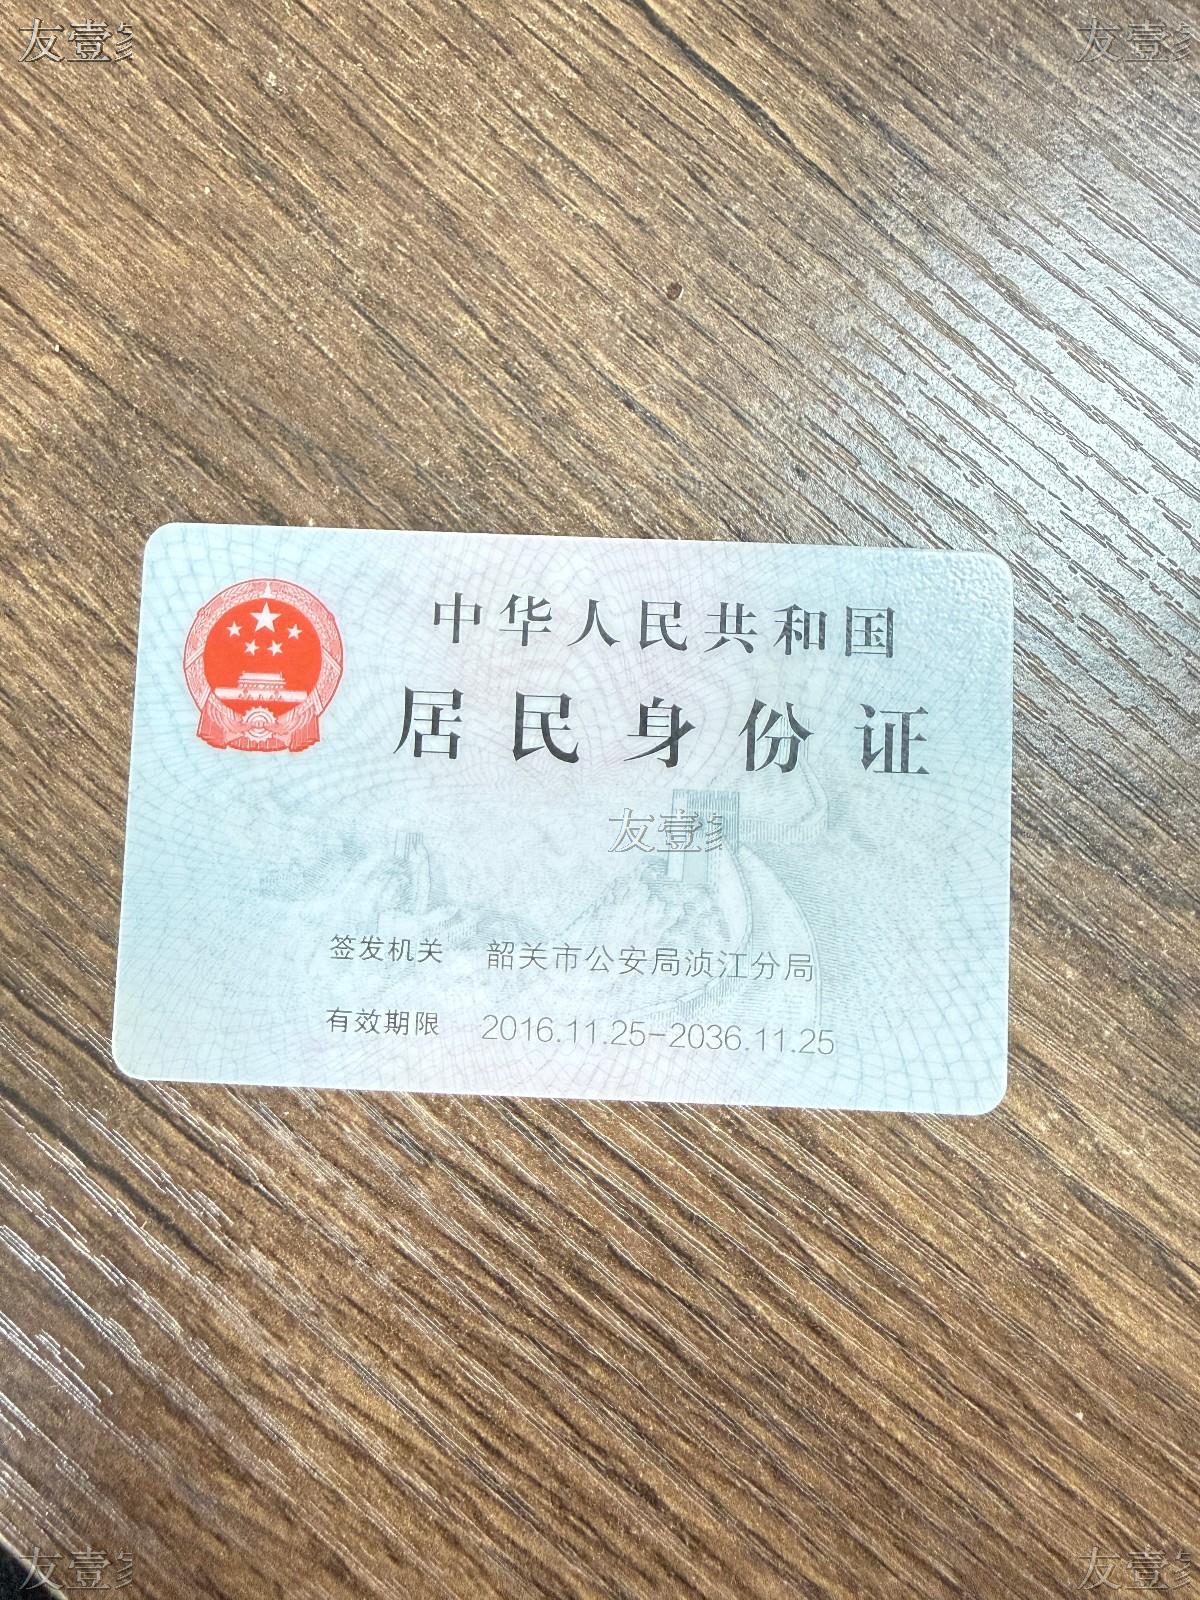 友壹
友壹
中华人民共和国
居民身份证
友壹
签发机关 韶关市公安局浈江分局
有效期限 2016.11.25-2036.11.25
友壹
友壹